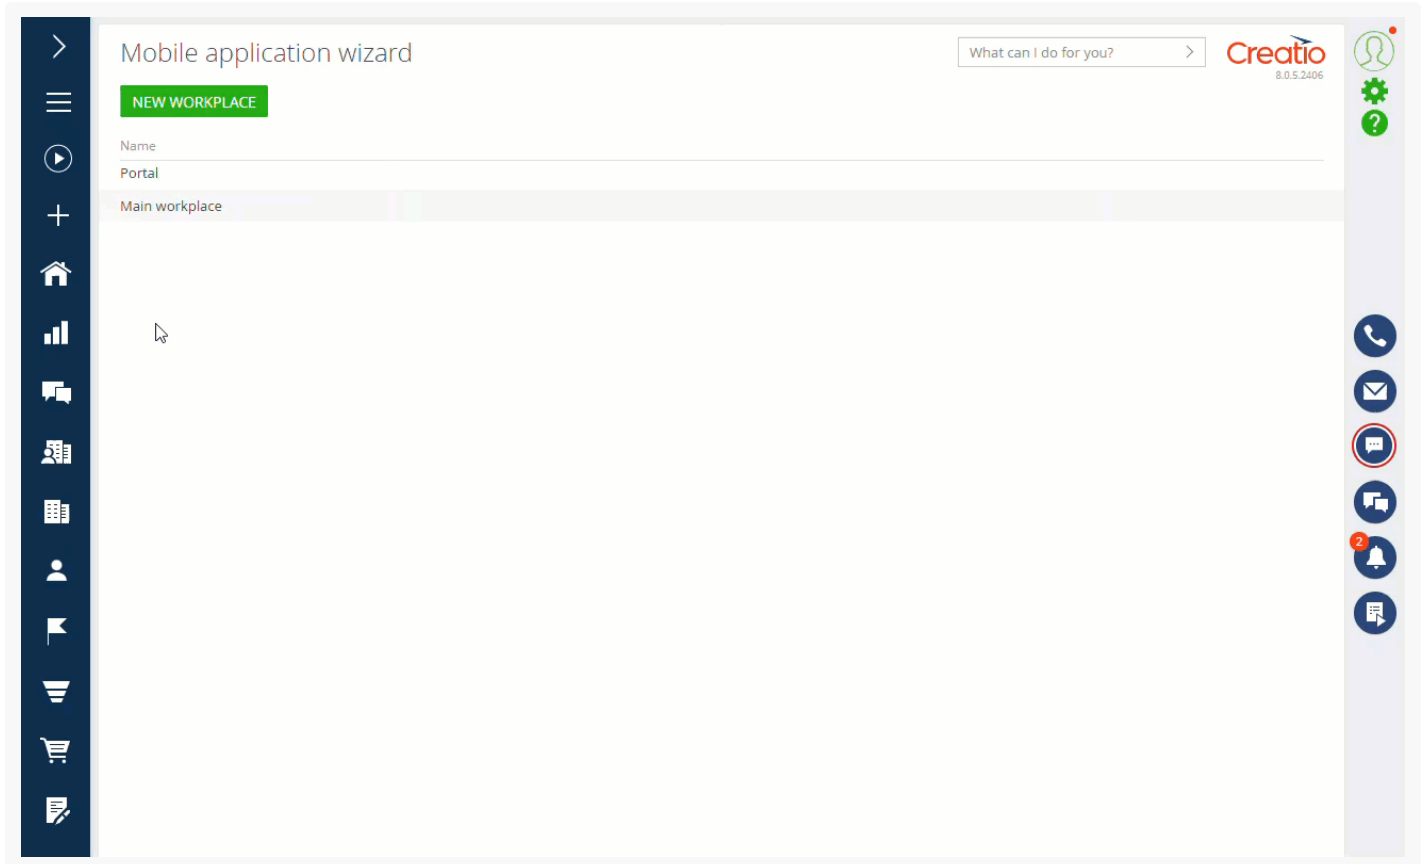 Mobile application wizard
What can I do for you?
Creatio
8.0.5.2406
NEW WORKPLACE
?
Name
Portal
Main workplace
2